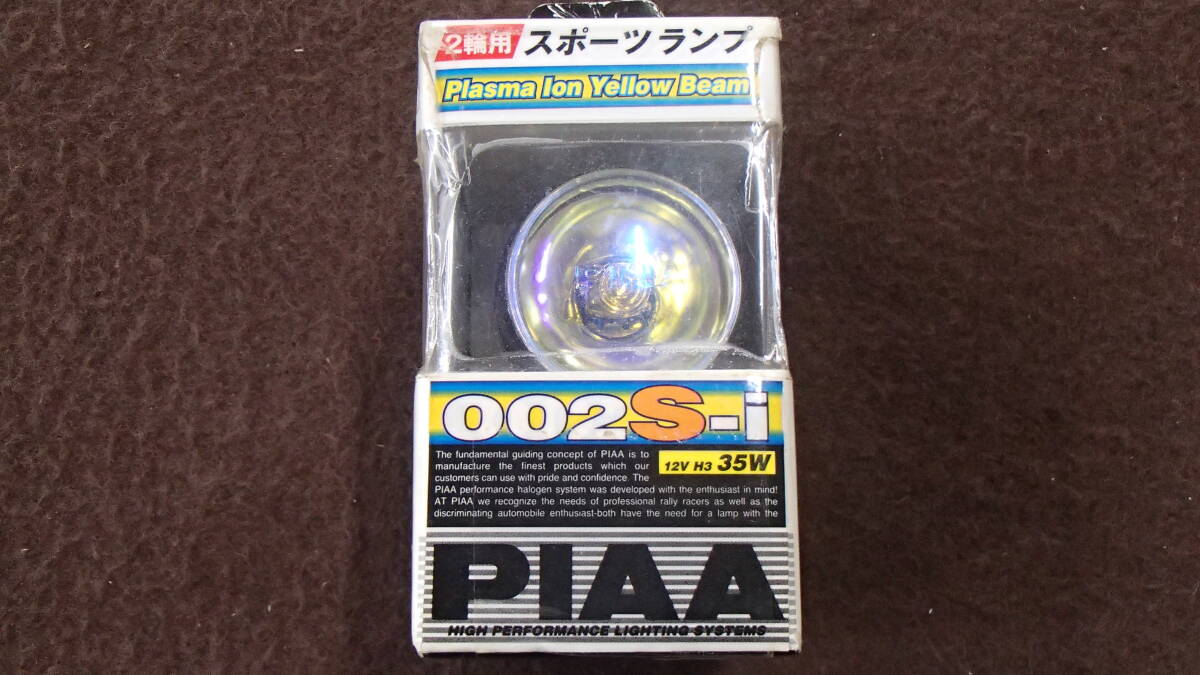 2輪用 スポーツランプ
Plasma Ion Yellow Beam
002S-i
12V H3 35W
The fundamental guiding concept of PIAA is to
manufacture the finest products which our
customers can use with pride and confidence. The
PIAA performance halogen system was developed with the enthusiast in mind!
AT PIAA we recognize the needs of professional rally racers as well as the
discriminating automobile enthusiast-both have the need for a lamp with the
PIAA
HIGH PERFORMANCE LIGHTING SYSTEMS